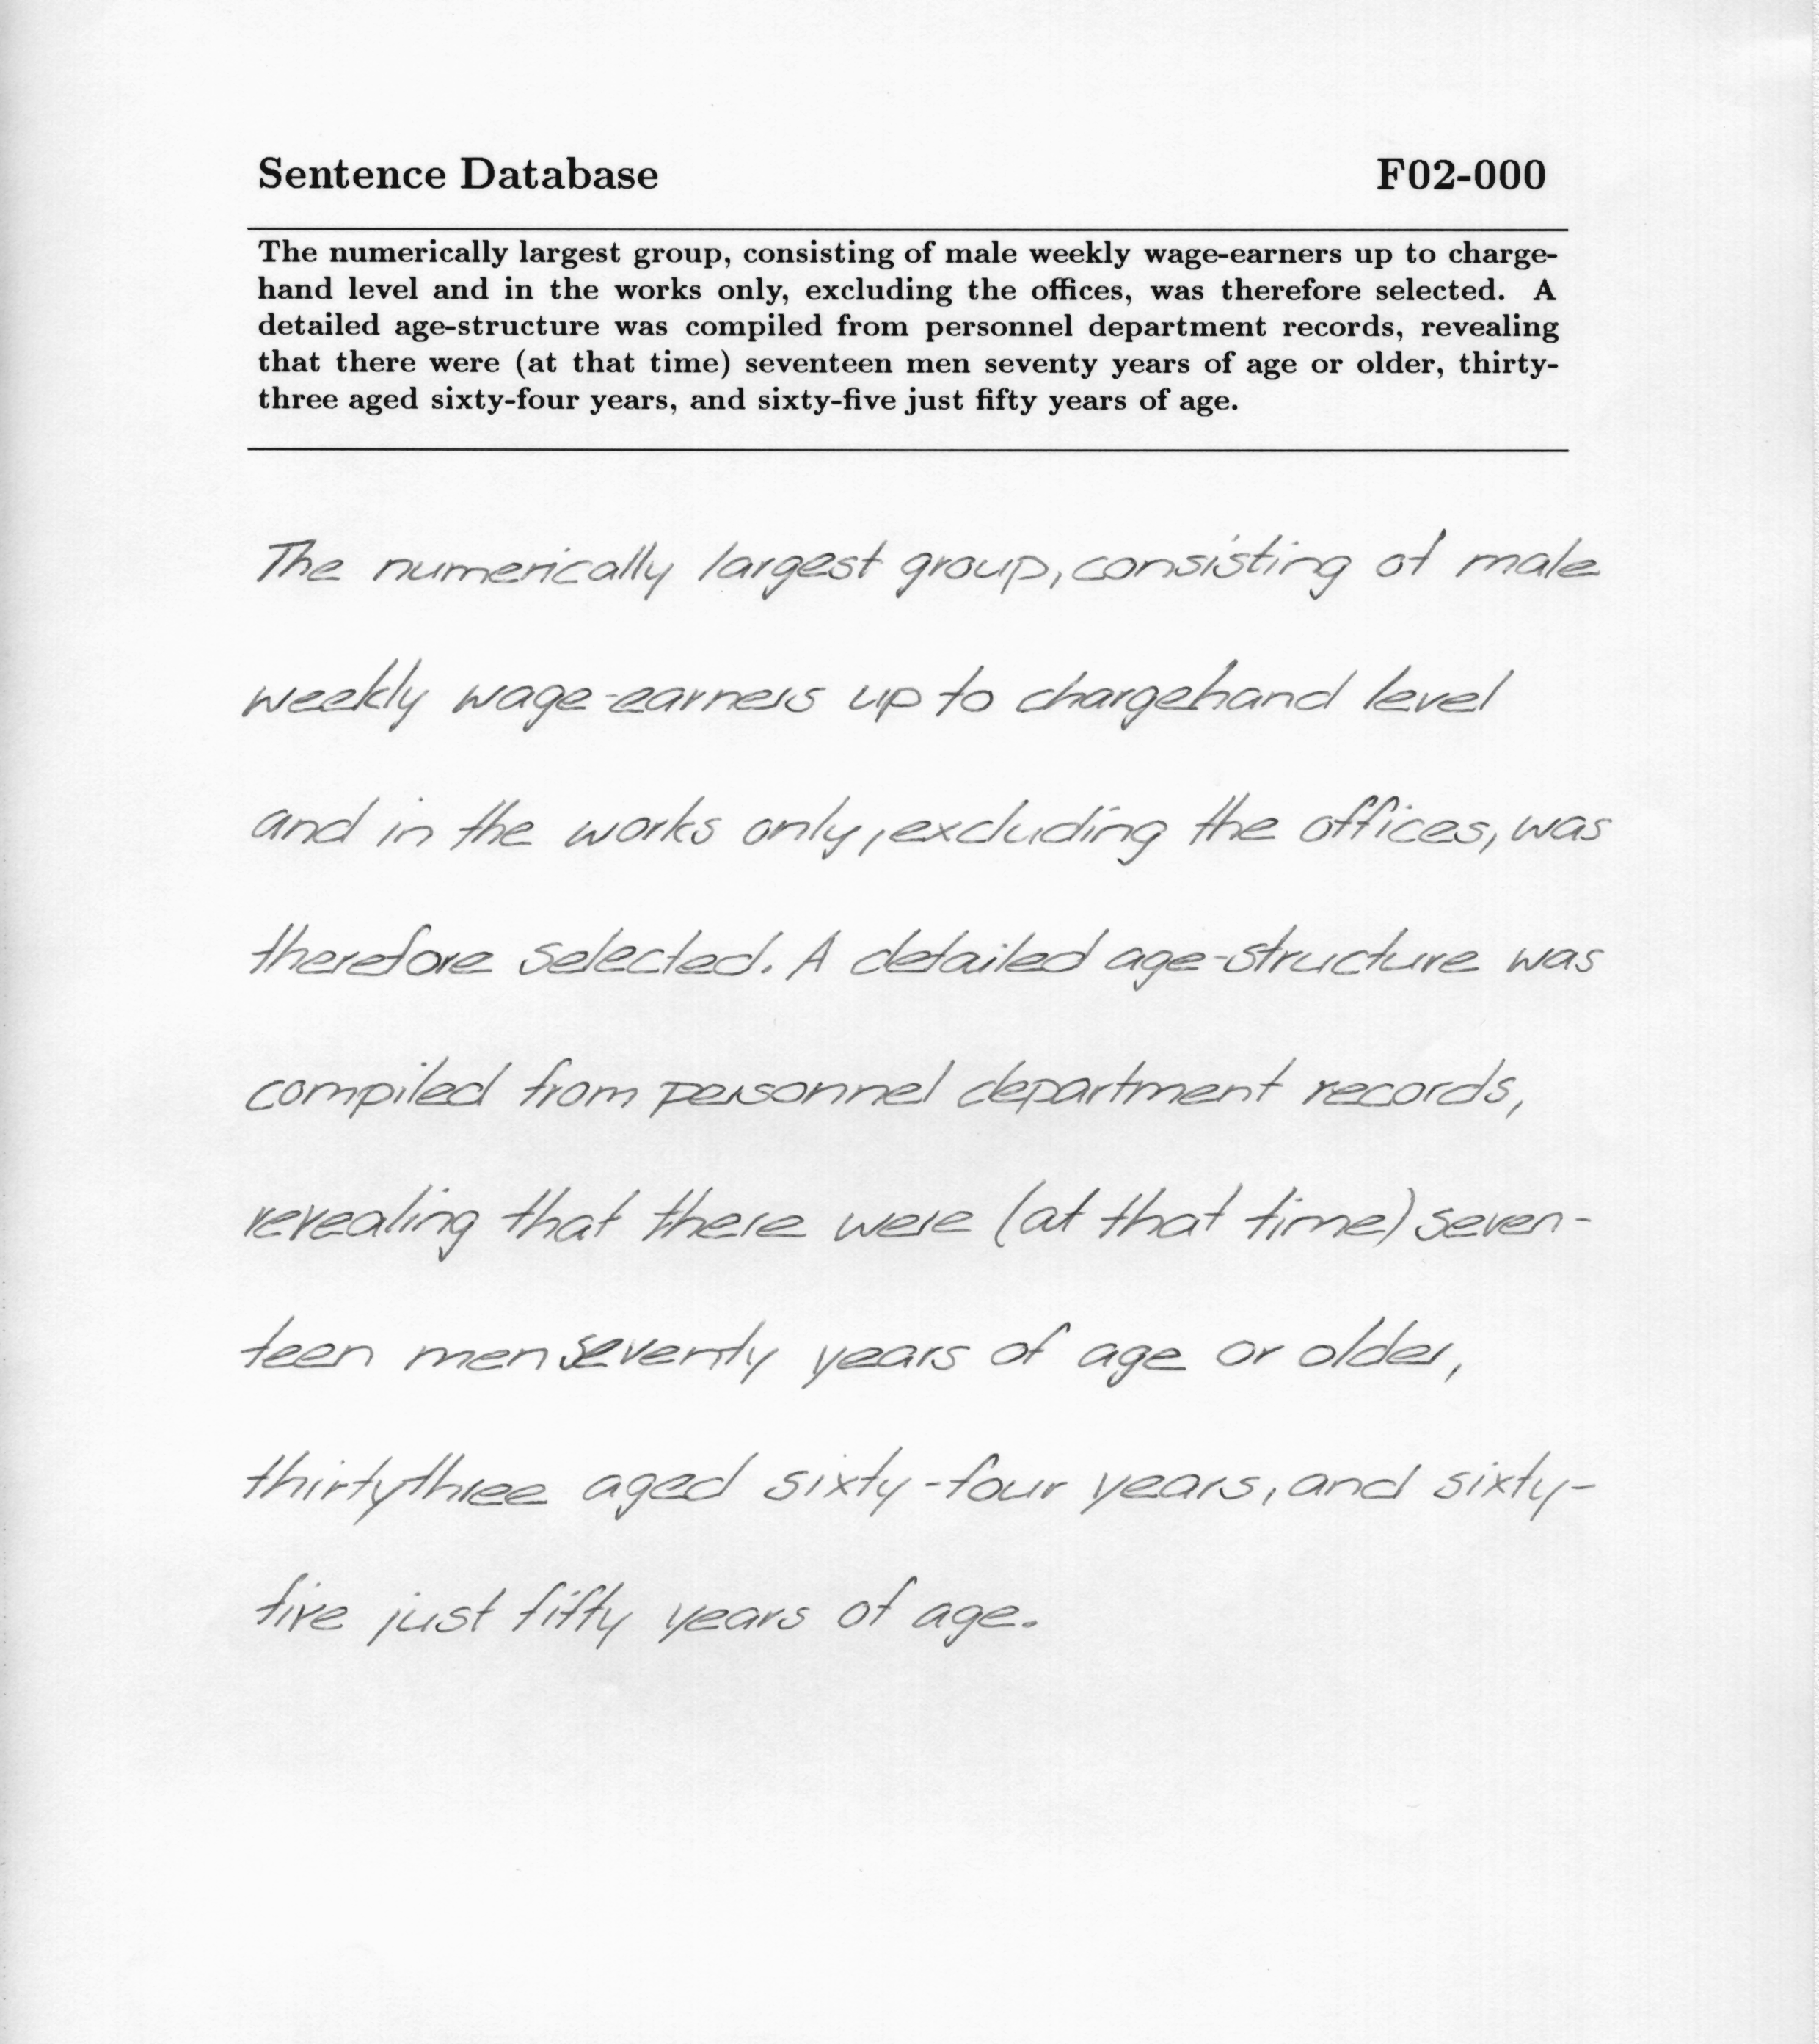 Sentence Database F02-000
The numerically largest group, consisting of male weekly wage-earners up to charge-
hand level and in the works only, excluding the offices, was therefore selected. A
detailed age-structure was compiled from personnel department records, revealing
that there were (at that time) seventeen men seventy years of age or older, thirty-
three aged sixty-four years, and sixty-five just fifty years of age.
The numerically largest group, consisting of male
weekly wage-earners up to chargehand level
and in the works only, excluding the offices, was
therefore selected. A detailed age-structure was
compiled from personnel department records,
revealing that there were (at that time) seven-
teen men seventy years of age or older,
thirtythree aged sixty-four years, and sixty-
five just fifty years of age.